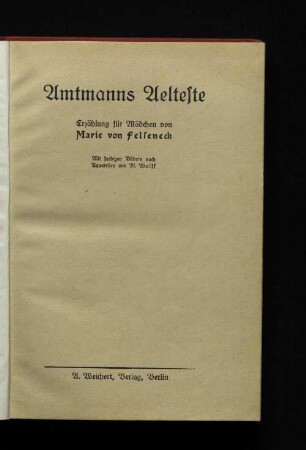 Amtmanns Aelteste
Erzählung für Mädchen von
Marie von Felseneck
Mit farbigen Bildern nach
Aquarellen von M. Wulff
A. Weichert, Verlag, Berlin